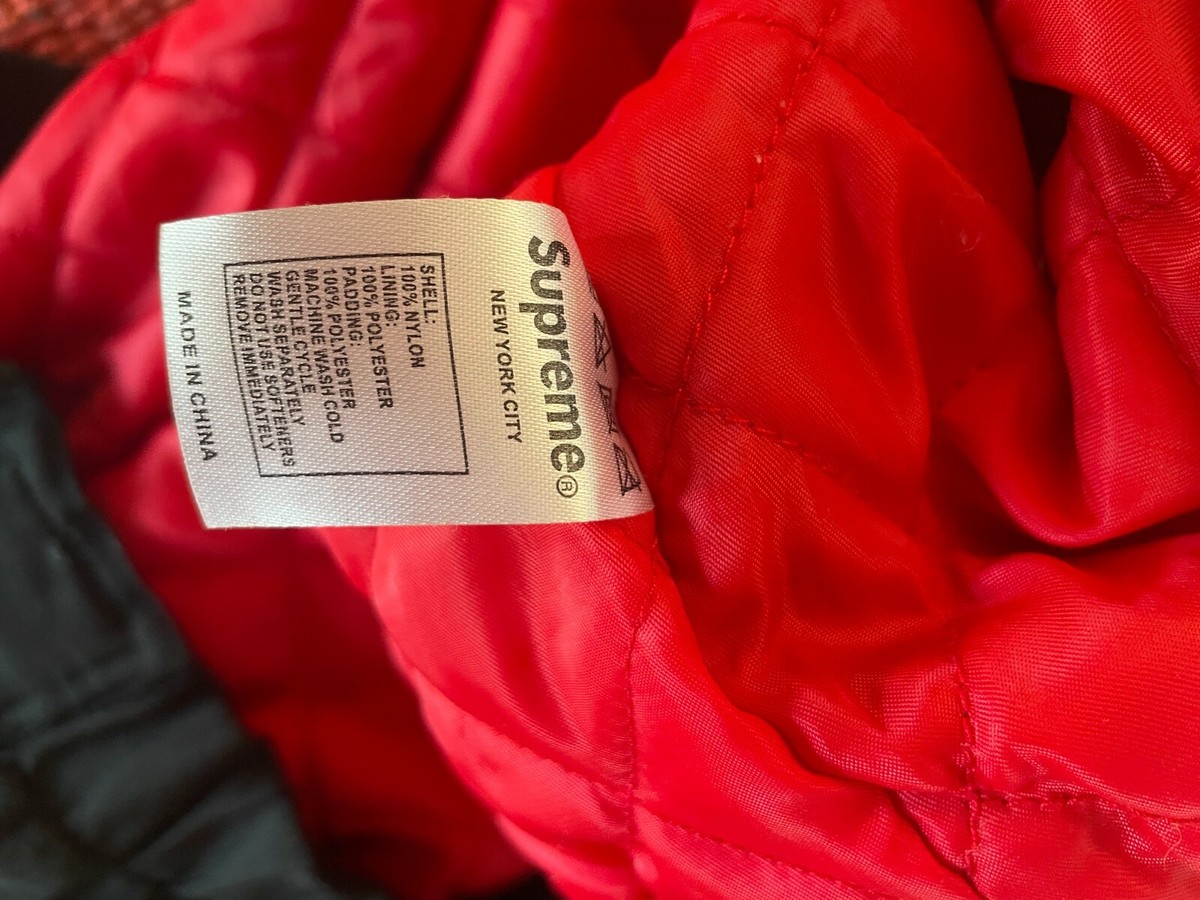 Supreme®
NEW YORK CITY
SHELL:
100% NYLON
LINING:
100% POLYESTER
PADDING:
100% POLYESTER
MACHINE WASH COLD
GENTLE CYCLE
WASH SEPARATELY
DO NOT USE SOFTENERS
REMOVE IMMEDIATELY
MADE IN CHINA